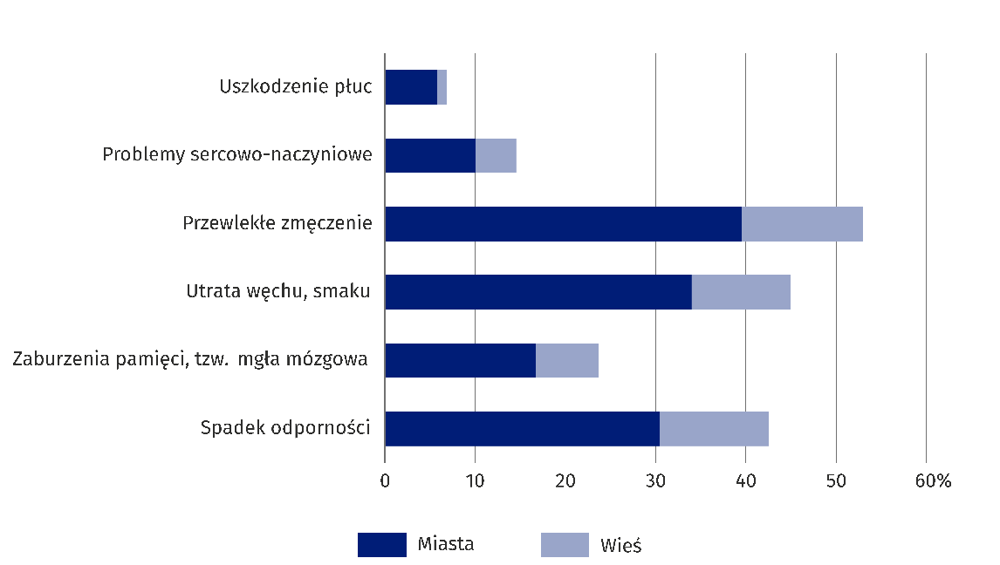 Uszkodzenie płuc
Problemy sercowo-naczyniowe
Przewlekłe zmęczenie
Utrata węchu, smaku
Zaburzenia pamięci, tzw. mgła mózgowa
Spadek odporności
0 10 20 30 40 50 60%
Miasta Wieś